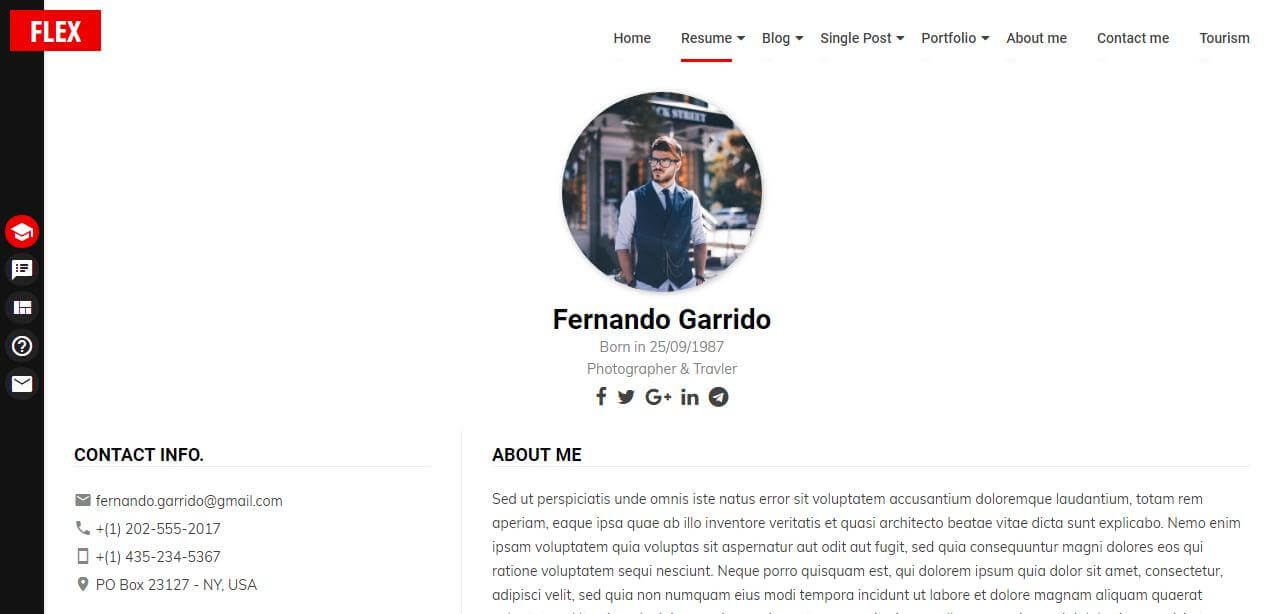 FLEX
Home Resume Blog Single Post Portfolio About me Contact me Tourism
CK STREET
Fernando Garrido
Born in 25/09/1987
Photographer & Travler
CONTACT INFO.
fernando.garrido@gmail.com
+(1) 202-555-2017
+(1) 435-234-5367
PO Box 23127 - NY, USA
ABOUT ME
Sed ut perspiciatis unde omnis iste natus error sit voluptatem accusantium doloremque laudantium, totam rem
aperiam, eaque ipsa quae ab illo inventore veritatis et quasi architecto beatae vitae dicta sunt explicabo. Nemo enim
ipsam voluptatem quia voluptas sit aspernatur aut odit aut fugit, sed quia consequuntur magni dolores eos qui
ratione voluptatem sequi nesciunt. Neque porro quisquam est, qui dolorem ipsum quia dolor sit amet, consectetur,
adipisci velit, sed quia non numquam eius modi tempora incidunt ut labore et dolore magnam aliquam quaerat